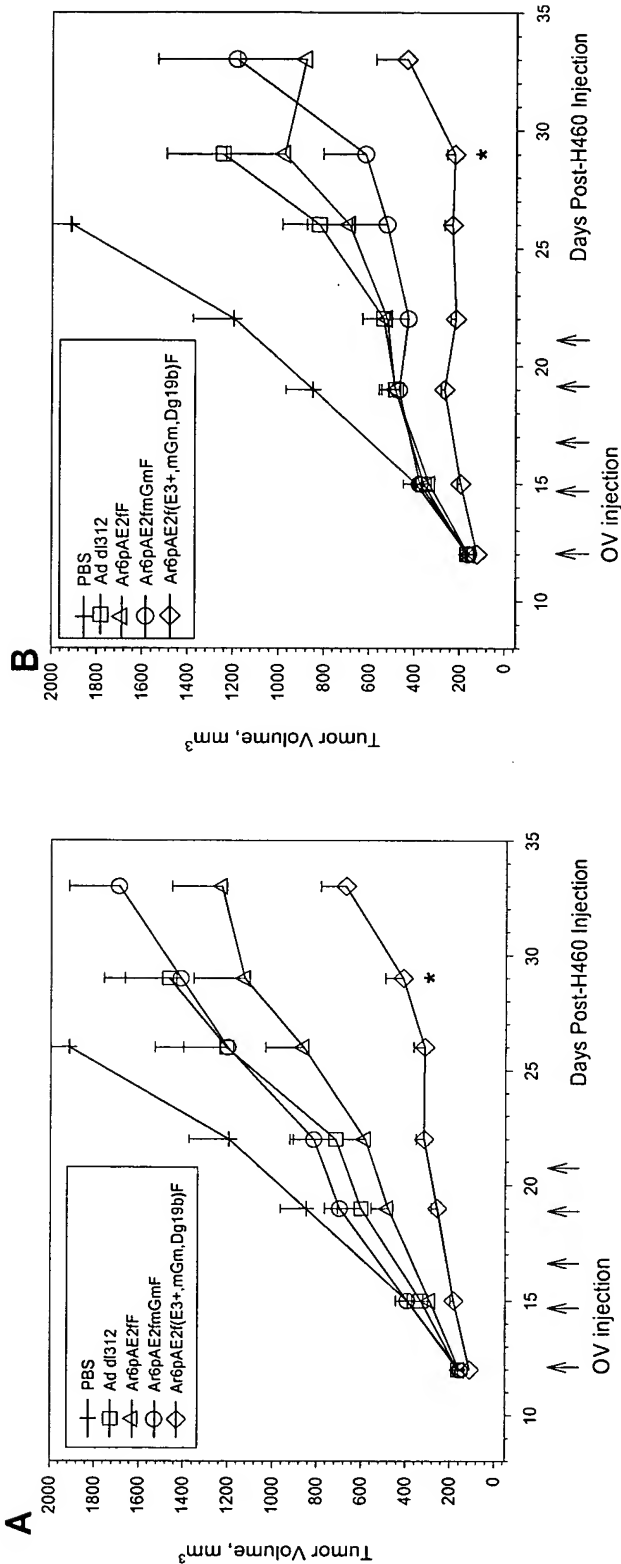 A
Tumor Volume, mm³
2000
1800
1600
1400
1200
1000
800
600
400
200
0
PBS
Ad dl312
Ar6pAE2fF
Ar6pAE2fmGmF
Ar6pAE2f(E3+,mGm,Dg19b)F
*
10
15
20
25
30
35
OV injection
Days Post-H460 Injection
B
Tumor Volume, mm³
2000
1800
1600
1400
1200
1000
800
600
400
200
0
PBS
Ad dl312
Ar6pAE2fF
Ar6pAE2fmGmF
Ar6pAE2f(E3+,mGm,Dg19b)F
*
10
15
20
25
30
35
OV injection
Days Post-H460 Injection